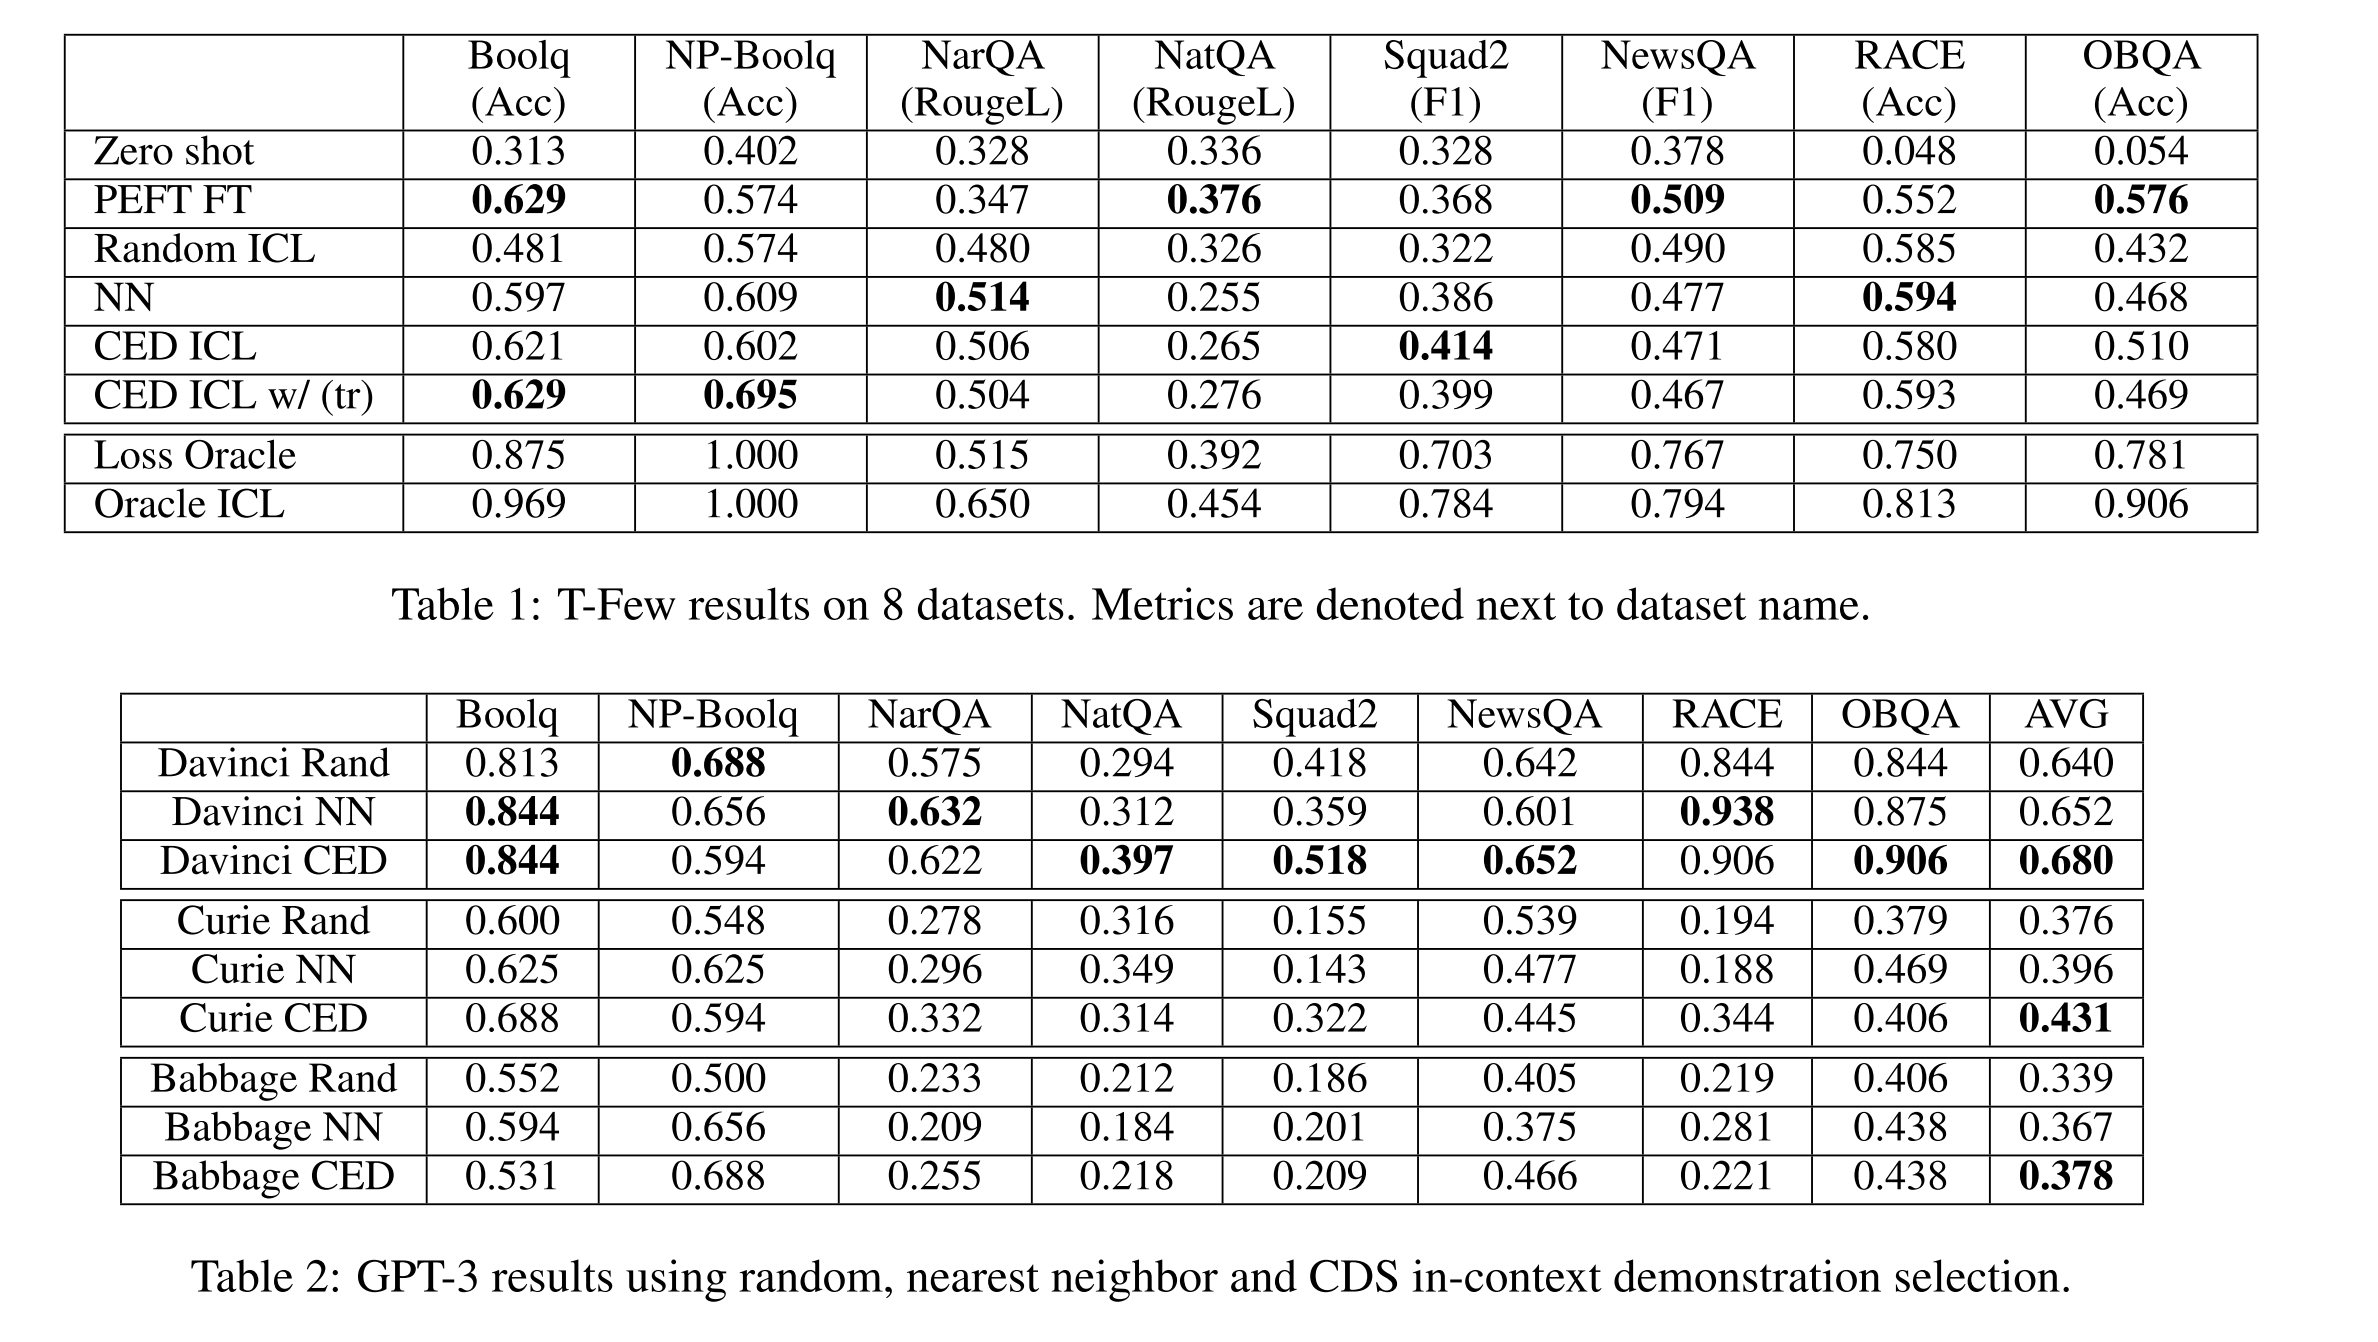 Boolq NP-Boolq NarQA NatQA Squad2 NewsQA RACE OBQA
(Acc) (Acc) (RougeL) (RougeL) (F1) (F1) (Acc) (Acc)
Zero shot 0.313 0.402 0.328 0.336 0.328 0.378 0.048 0.054
PEFT FT 0.629 0.574 0.347 0.376 0.368 0.509 0.552 0.576
Random ICL 0.481 0.574 0.480 0.326 0.322 0.490 0.585 0.432
NN 0.597 0.609 0.514 0.255 0.386 0.477 0.594 0.468
CED ICL 0.621 0.602 0.506 0.265 0.414 0.471 0.580 0.510
CED ICL w/ (tr) 0.629 0.695 0.504 0.276 0.399 0.467 0.593 0.469
Loss Oracle 0.875 1.000 0.515 0.392 0.703 0.767 0.750 0.781
Oracle ICL 0.969 1.000 0.650 0.454 0.784 0.794 0.813 0.906
Table 1: T-Few results on 8 datasets. Metrics are denoted next to dataset name.
Boolq NP-Boolq NarQA NatQA Squad2 NewsQA RACE OBQA AVG
Davinci Rand 0.813 0.688 0.575 0.294 0.418 0.642 0.844 0.844 0.640
Davinci NN 0.844 0.656 0.632 0.312 0.359 0.601 0.938 0.875 0.652
Davinci CED 0.844 0.594 0.622 0.397 0.518 0.652 0.906 0.906 0.680
Curie Rand 0.600 0.548 0.278 0.316 0.155 0.539 0.194 0.379 0.376
Curie NN 0.625 0.625 0.296 0.349 0.143 0.477 0.188 0.469 0.396
Curie CED 0.688 0.594 0.332 0.314 0.322 0.445 0.344 0.406 0.431
Babbage Rand 0.552 0.500 0.233 0.212 0.186 0.405 0.219 0.406 0.339
Babbage NN 0.594 0.656 0.209 0.184 0.201 0.375 0.281 0.438 0.367
Babbage CED 0.531 0.688 0.255 0.218 0.209 0.466 0.221 0.438 0.378
Table 2: GPT-3 results using random, nearest neighbor and CDS in-context demonstration selection.